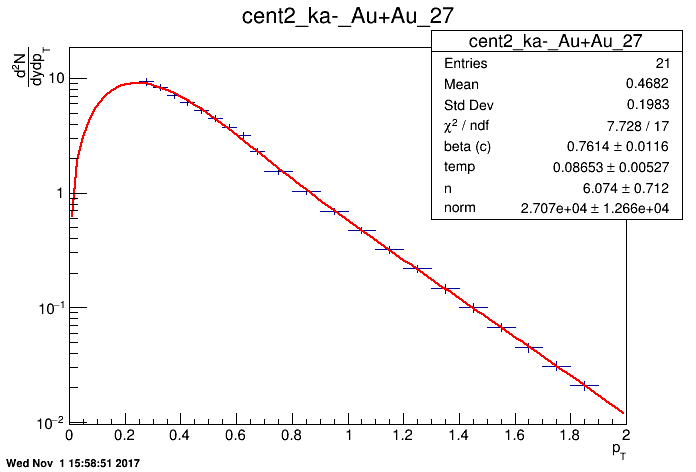 cent2_ka-_Au+Au_27
cent2_ka-_Au+Au_27
Entries 21
Mean 0.4682
Std Dev 0.1983
χ² / ndf 7.728 / 17
beta (c) 0.7614 ± 0.0116
temp 0.08653 ± 0.00527
n 6.074 ± 0.712
norm 2.707e+04 ± 1.266e+04
d²N
dydp_T
10
1
10⁻¹
10⁻²
0 0.2 0.4 0.6 0.8 1 1.2 1.4 1.6 1.8 2
p_T
Wed Nov 1 15:58:51 2017